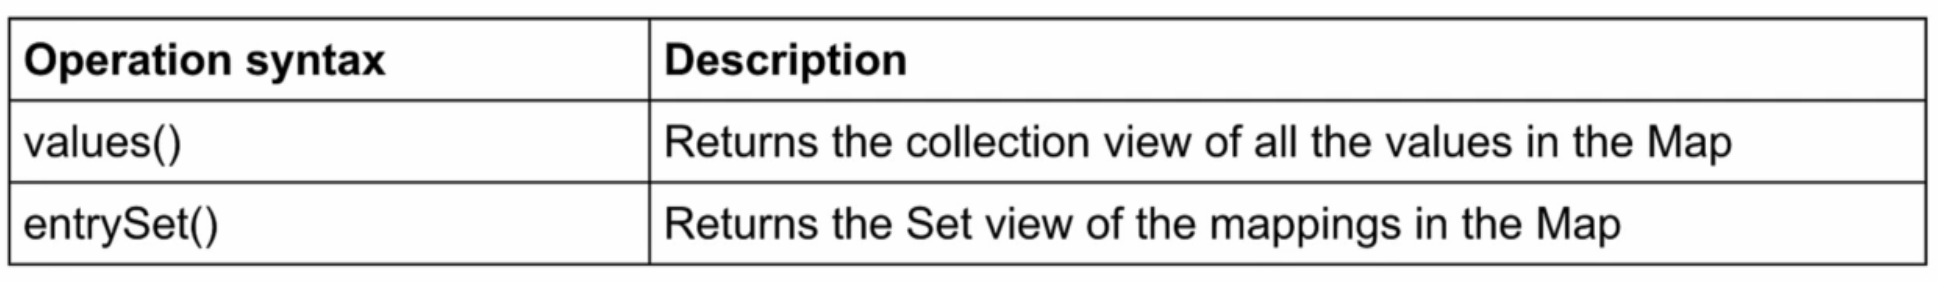 Operation syntax Description
values() Returns the collection view of all the values in the Map
entrySet() Returns the Set view of the mappings in the Map